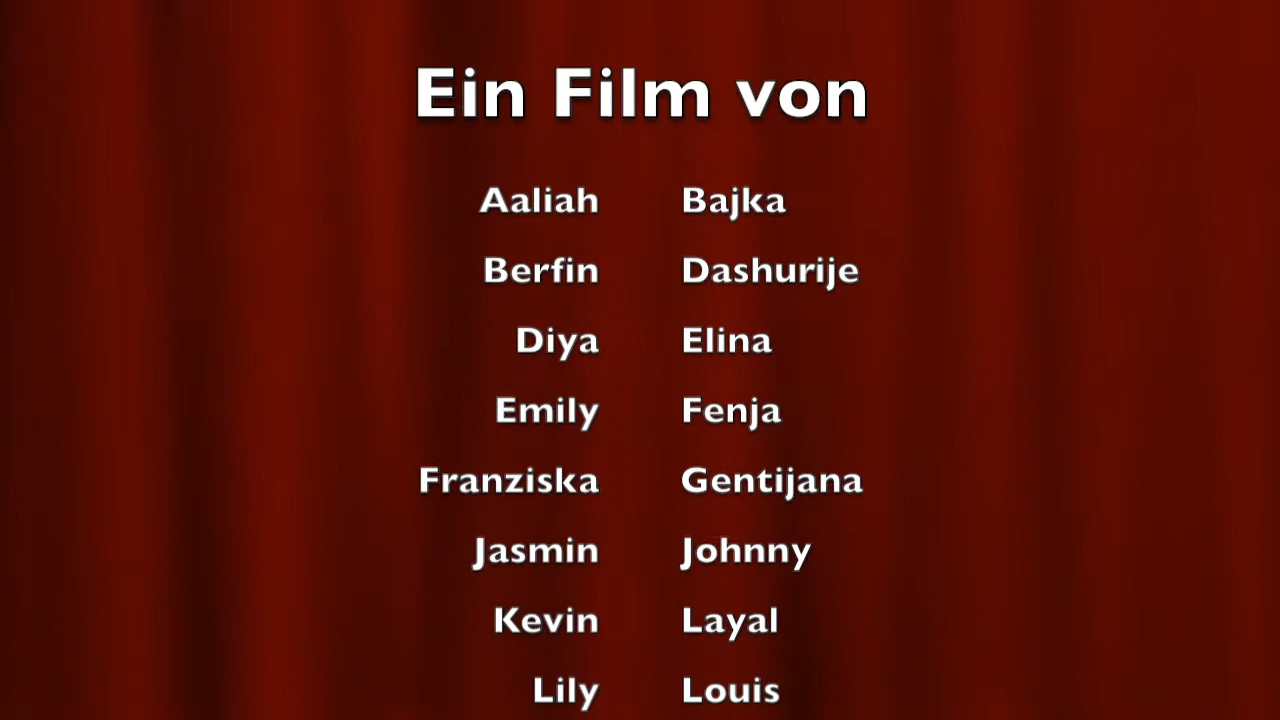 Ein Film von
Aaliah Bajka
Berfin Dashurije
Diya Elina
Emily Fenja
Franziska Gentijana
Jasmin Johnny
Kevin Layal
Lily Louis